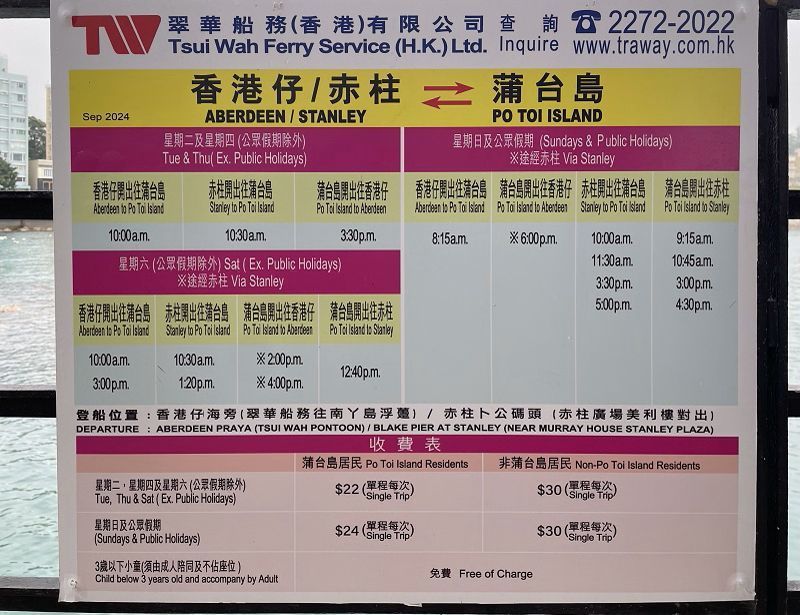 TW 翠華船務(香港)有限公司 查 詢 ☎ 2272-2022
Tsui Wah Ferry Service (H.K.) Ltd. Inquire www.traway.com.hk
香港仔/赤柱 ⇄ 蒲台島
Sep 2024 ABERDEEN / STANLEY PO TOI ISLAND
星期二及星期四 (公眾假期除外)
Tue & Thu( Ex. Public Holidays)
香港仔開出往蒲台島 赤柱開出往蒲台島 蒲台島開出往香港仔
Aberdeen to Po Toi Island Stanley to Po Toi Island Po Toi Island to Aberdeen
10:00a.m. 10:30a.m. 3:30p.m.
星期六 (公眾假期除外) Sat ( Ex. Public Holidays)
※途經赤柱 Via Stanley
香港仔開出往蒲台島 赤柱開出往蒲台島 蒲台島開出往香港仔 蒲台島開出往赤柱
Aberdeen to Po Toi Island Stanley to Po Toi Island Po Toi Island to Aberdeen Po Toi Island to Stanley
10:00a.m. 10:30a.m. ※ 2:00p.m. 12:40p.m.
3:00p.m. 1:20p.m. ※ 4:00p.m.
星期日及公眾假期 (Sundays & Public Holidays)
※途經赤柱 Via Stanley
香港仔開出往蒲台島 蒲台島開出往香港仔 赤柱開出往蒲台島 蒲台島開出往赤柱
Aberdeen to Po Toi Island Po Toi Island to Aberdeen Stanley to Po Toi Island Po Toi Island to Stanley
8:15a.m. ※ 6:00p.m. 10:00a.m. 9:15a.m.
11:30a.m. 10:45a.m.
3:30p.m. 3:00p.m.
5:00p.m. 4:30p.m.
登船位置 : 香港仔海旁 (翠華船務往南丫島浮躉) / 赤柱卜公碼頭 (赤柱廣場美利樓對出)
DEPARTURE : ABERDEEN PRAYA (TSUI WAH PONTOON) / BLAKE PIER AT STANLEY (NEAR MURRAY HOUSE STANLEY PLAZA)
收費表
蒲台島居民 Po Toi Island Residents 非蒲台島居民 Non-Po Toi Island Residents
星期二，星期四及星期六 (公眾假期除外) $22 (單程每次 $30 (單程每次
Tue, Thu & Sat ( Ex. Public Holidays) Single Trip) Single Trip)
星期日及公眾假期 $24 (單程每次 $30 (單程每次
(Sundays & Public Holidays) Single Trip) Single Trip)
3歲以下小童(須由成人陪同及不佔座位) 免費 Free of Charge
Child below 3 years old and accompany by Adult